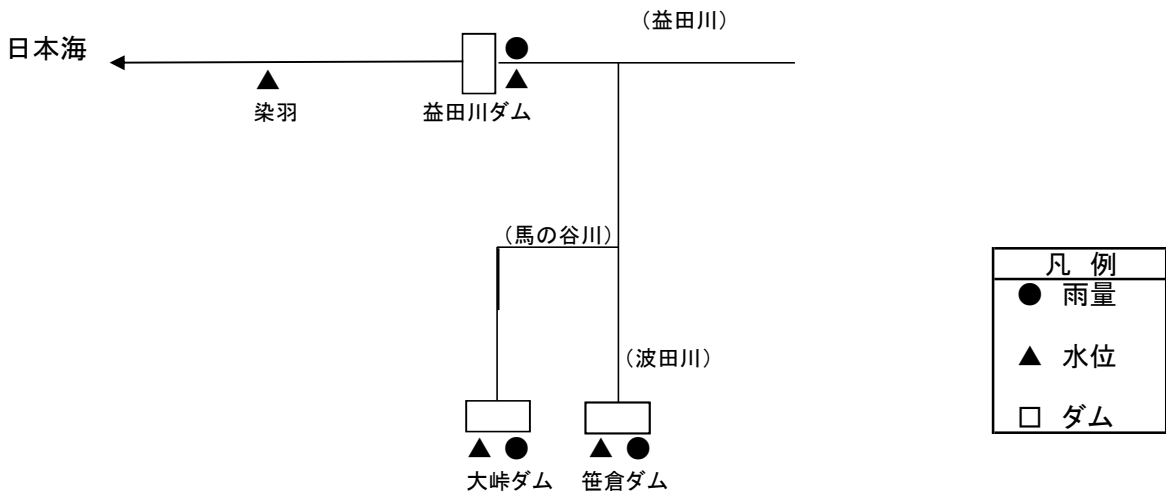 （益田川）
日本海
染羽
益田川ダム
（馬の谷川）
凡 例
● 雨量
（波田川）
▲ 水位
□ ダム
大峠ダム
笹倉ダム